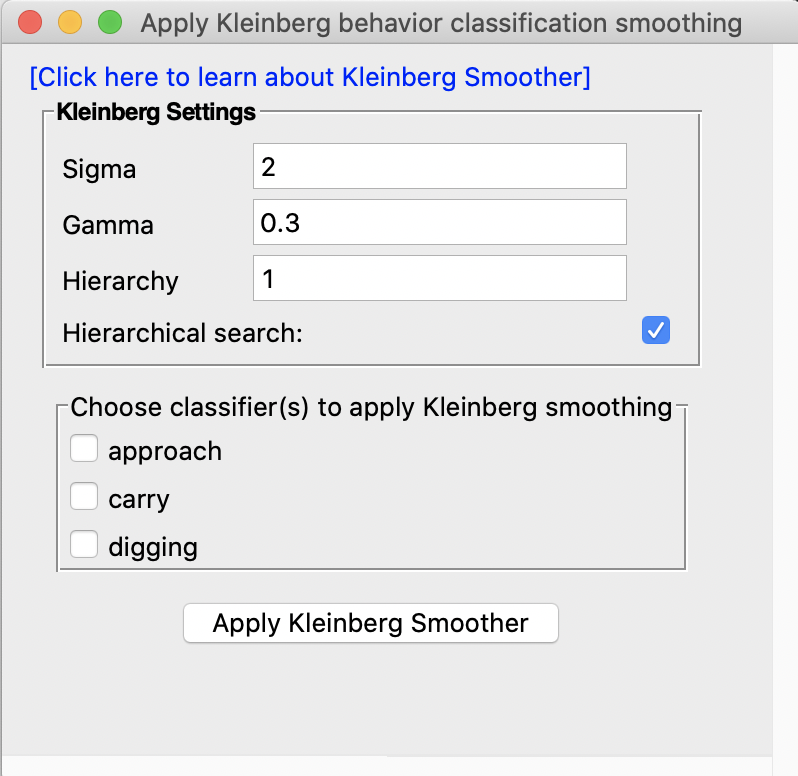 Apply Kleinberg behavior classification smoothing
[Click here to learn about Kleinberg Smoother]
Kleinberg Settings
Sigma 2
Gamma 0.3
Hierarchy 1
Hierarchical search:
Choose classifier(s) to apply Kleinberg smoothing
approach
carry
digging
Apply Kleinberg Smoother